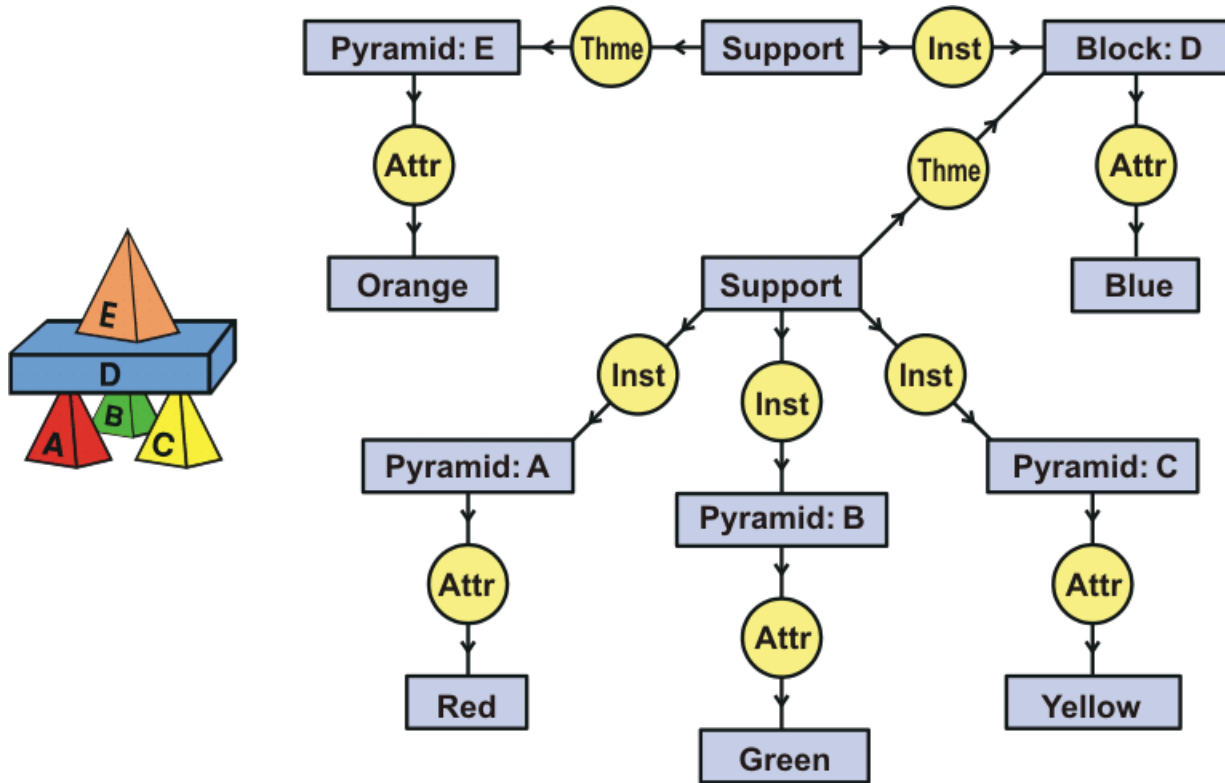 Pyramid: E
Thme
Support
Inst
Block: D
Attr
Thme
Attr
Orange
Support
Blue
E
D
A
B
C
Inst
Inst
Inst
Pyramid: A
Pyramid: B
Pyramid: C
Attr
Attr
Attr
Red
Green
Yellow